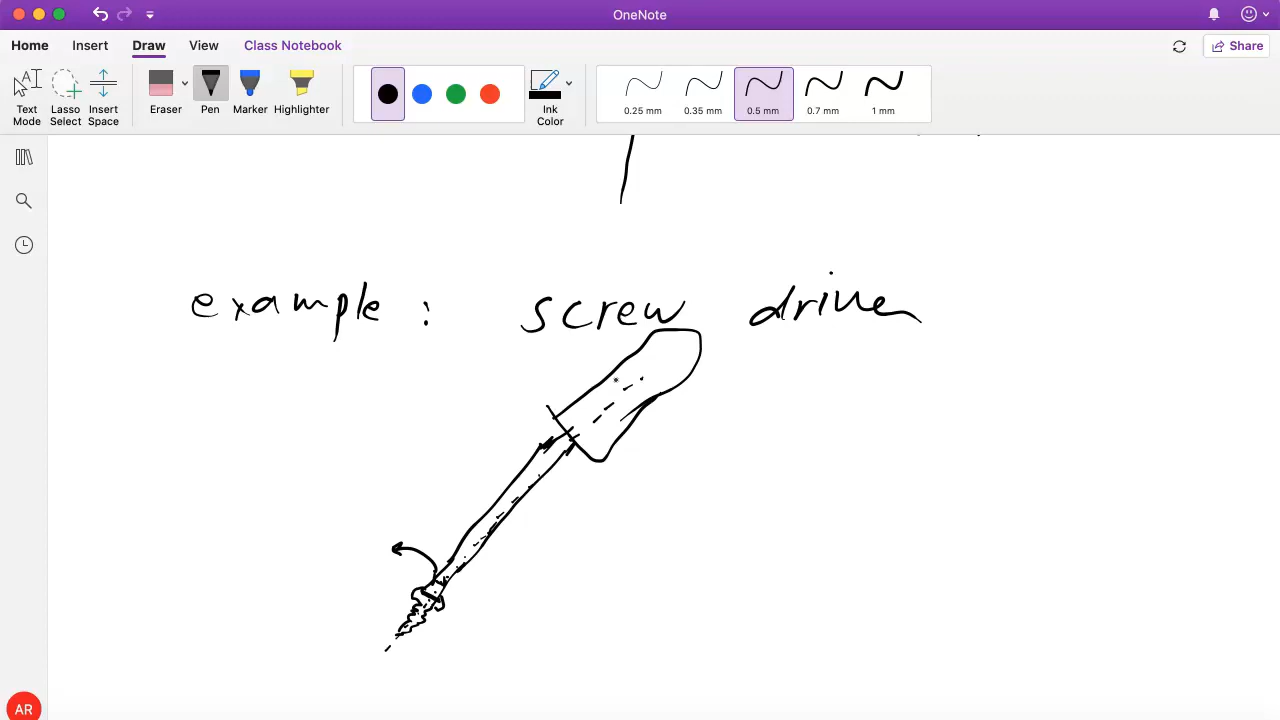 OneNote
Home Insert Draw View Class Notebook Share
Text Mode
Lasso Select
Insert Space
Eraser
Pen
Marker
Highlighter
Ink Color
0.25 mm
0.35 mm
0.5 mm
0.7 mm
1 mm
example : screw driver
AR